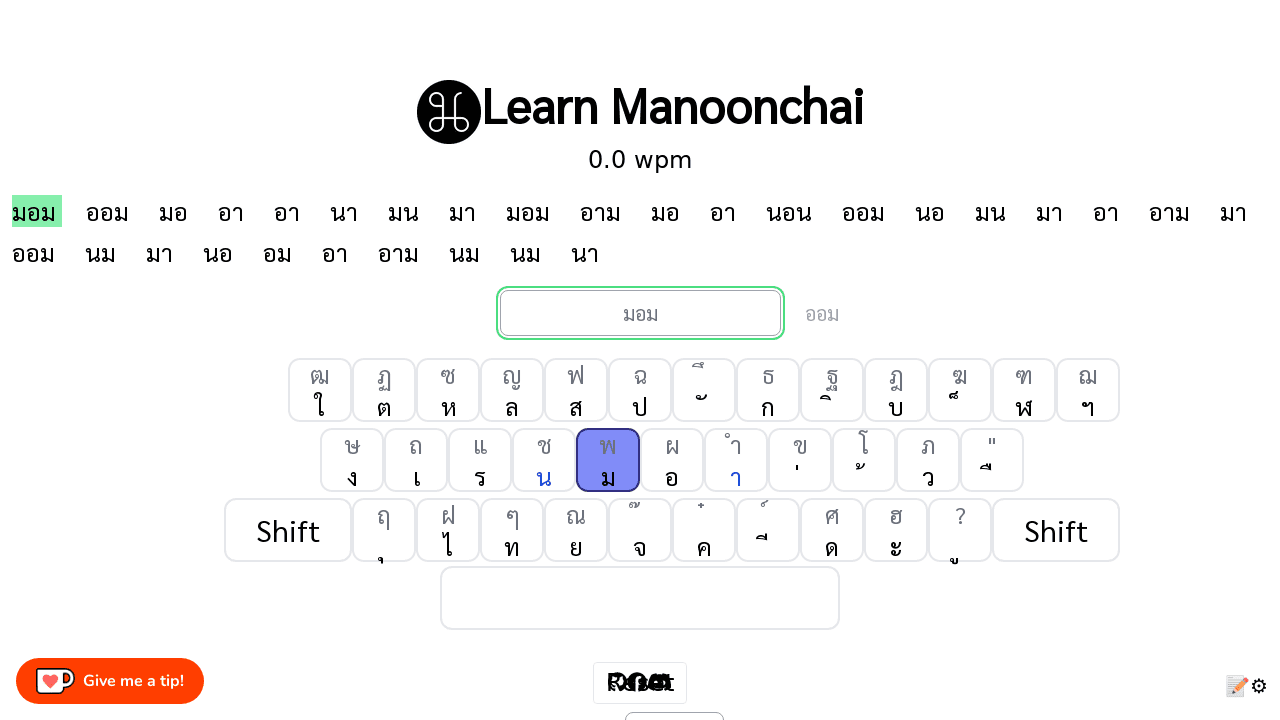 Learn Manoonchai
0.0 wpm
มอม ออม มอ อา อา นา มน มา มอม อาม มอ อา นอน ออม นอ มน มา อา อาม มา
ออม นม มา นอ อม อา อาม นม นม นา
มอม ออม
ฒ ฏ ซ ญ ฟ ฉ ึ ธ ฐ ฎ ฆ ฑ ฌ
ใ ต ห ล ส ป ั ก ิ บ ็ ฬ ฯ
ษ ถ แ ช พ ผ ำ ข โ ภ "
ง เ ร น ม อ า ่ ้ ว ื
Shift ฤ ฝ ๆ ณ ๊ ๋ ์ ศ ฮ ? Shift
ุ ไ ท ย จ ค ี ด ะ ู
Give me a tip!
Reset